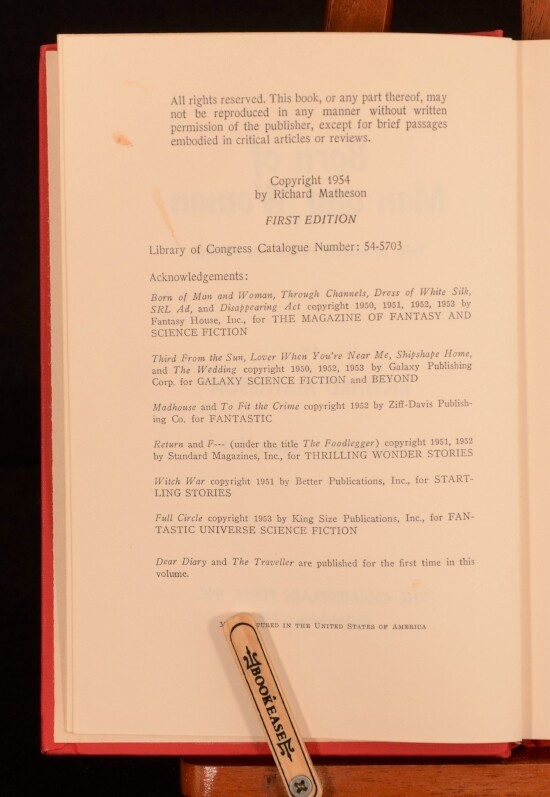 All rights reserved. This book, or any part thereof, may
not be reproduced in any manner without written
permission of the publisher, except for brief passages
embodied in critical articles or reviews.
Copyright 1954
by Richard Matheson
FIRST EDITION
Library of Congress Catalogue Number: 54-5703
Acknowledgements:
Born of Man and Woman, Through Channels, Dress of White Silk,
SRL Ad, and Disappearing Act copyright 1950, 1951, 1952, 1953 by
Fantasy House, Inc., for THE MAGAZINE OF FANTASY AND
SCIENCE FICTION
Third From the Sun, Lover When You're Near Me, Shipshape Home,
and The Wedding copyright 1950, 1952, 1953 by Galaxy Publishing
Corp. for GALAXY SCIENCE FICTION and BEYOND
Madhouse and To Fit the Crime copyright 1952 by Ziff-Davis Publish-
ing Co. for FANTASTIC
Return and F--- (under the title The Foodlegger) copyright 1951, 1952
by Standard Magazines, Inc., for THRILLING WONDER STORIES
Witch War copyright 1951 by Better Publications, Inc., for START-
LING STORIES
Full Circle copyright 1953 by King Size Publications, Inc., for FAN-
TASTIC UNIVERSE SCIENCE FICTION
Dear Diary and The Traveller are published for the first time in this
volume.
IN THE UNITED STATES OF AMERICA
BOOKEASE